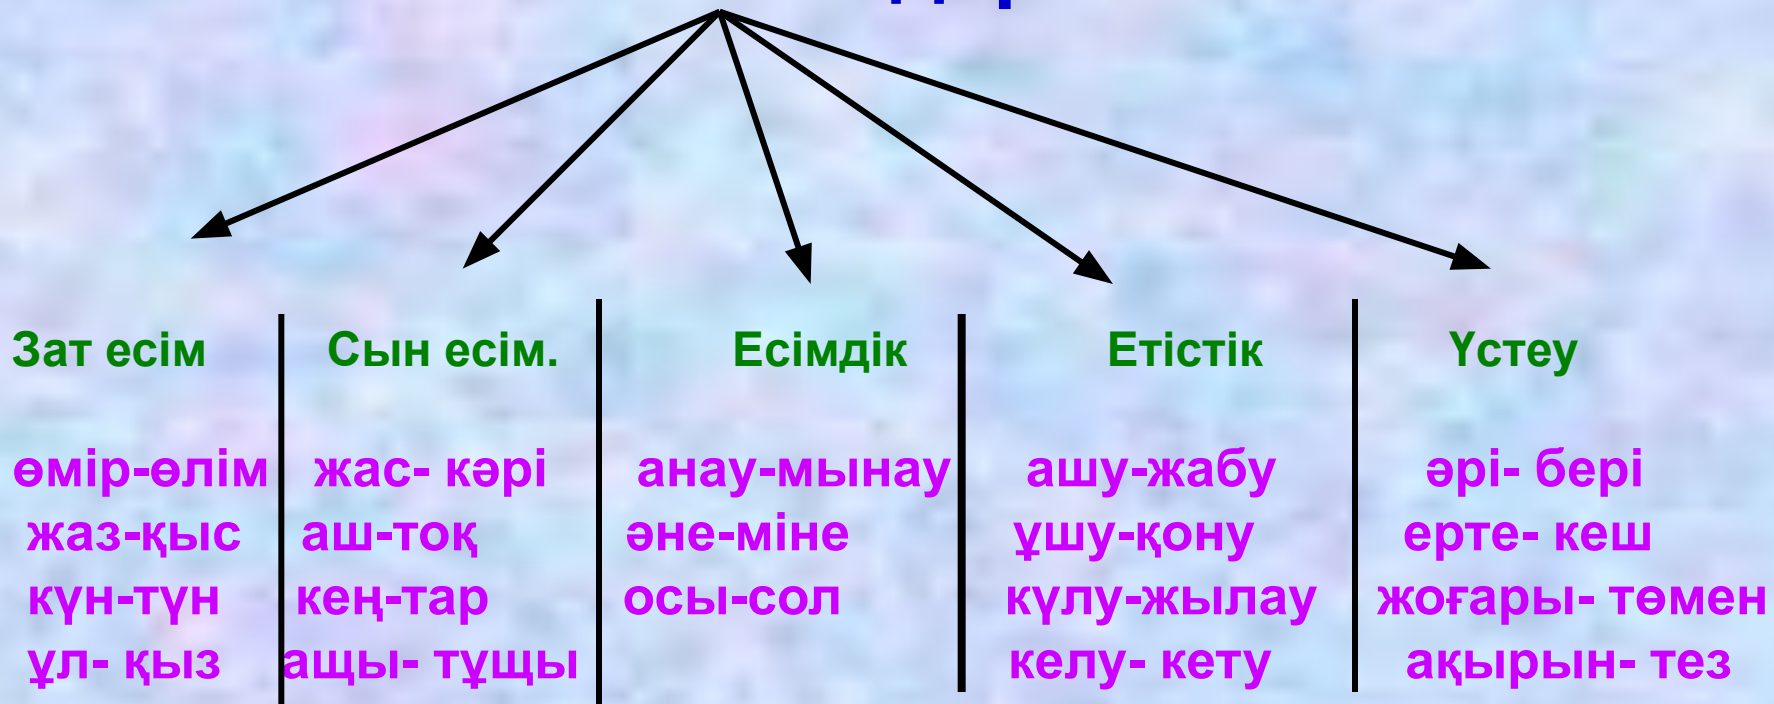 Зат есім Сын есім. Есімдік Етістік Үстеу
өмір-өлім жас- кәрі анау-мынау ашу-жабу әрі- бері
жаз-қыс аш-тоқ әне-міне ұшу-қону ерте- кеш
күн-түн кең-тар осы-сол күлу-жылау жоғары- төмен
ұл- қыз ащы- тұщы келу- кету ақырын- тез